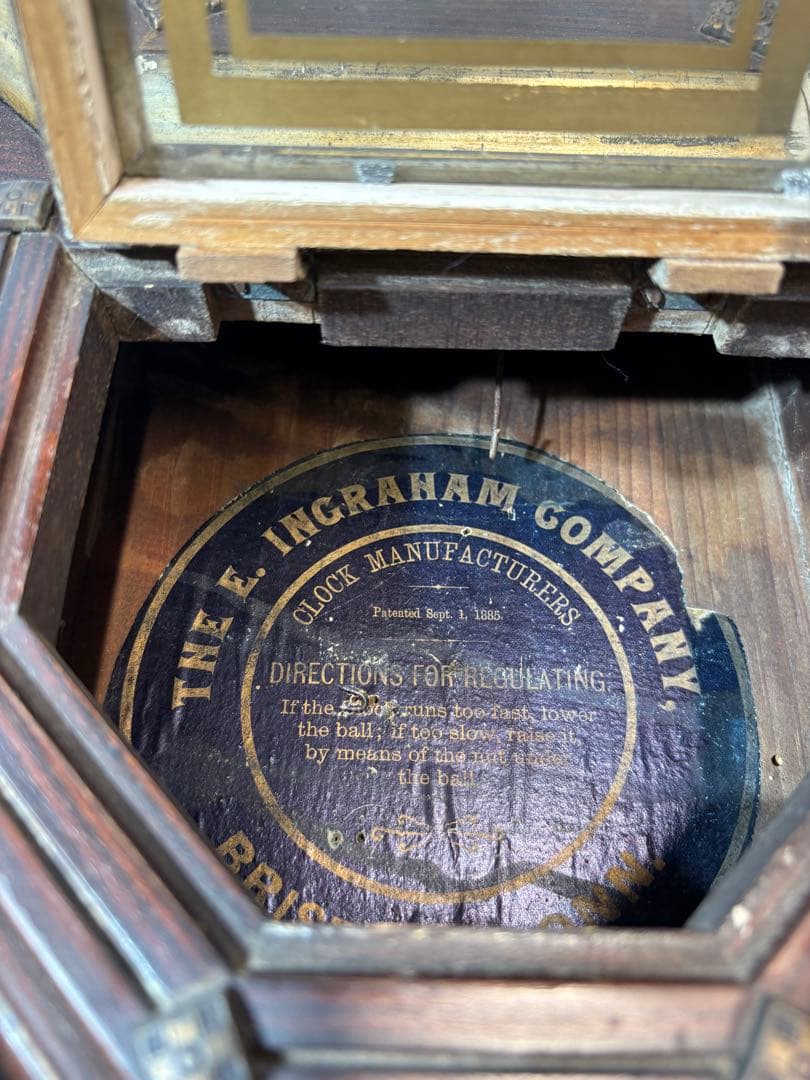 THE E. INGRAHAM COMPANY,
CLOCK MANUFACTURERS
Patented Sept. 1, 1885.
DIRECTIONS FOR REGULATING.
If the runs too fast, lower
the ball; if too slow, raise it,
by means of the nut under
the ball.